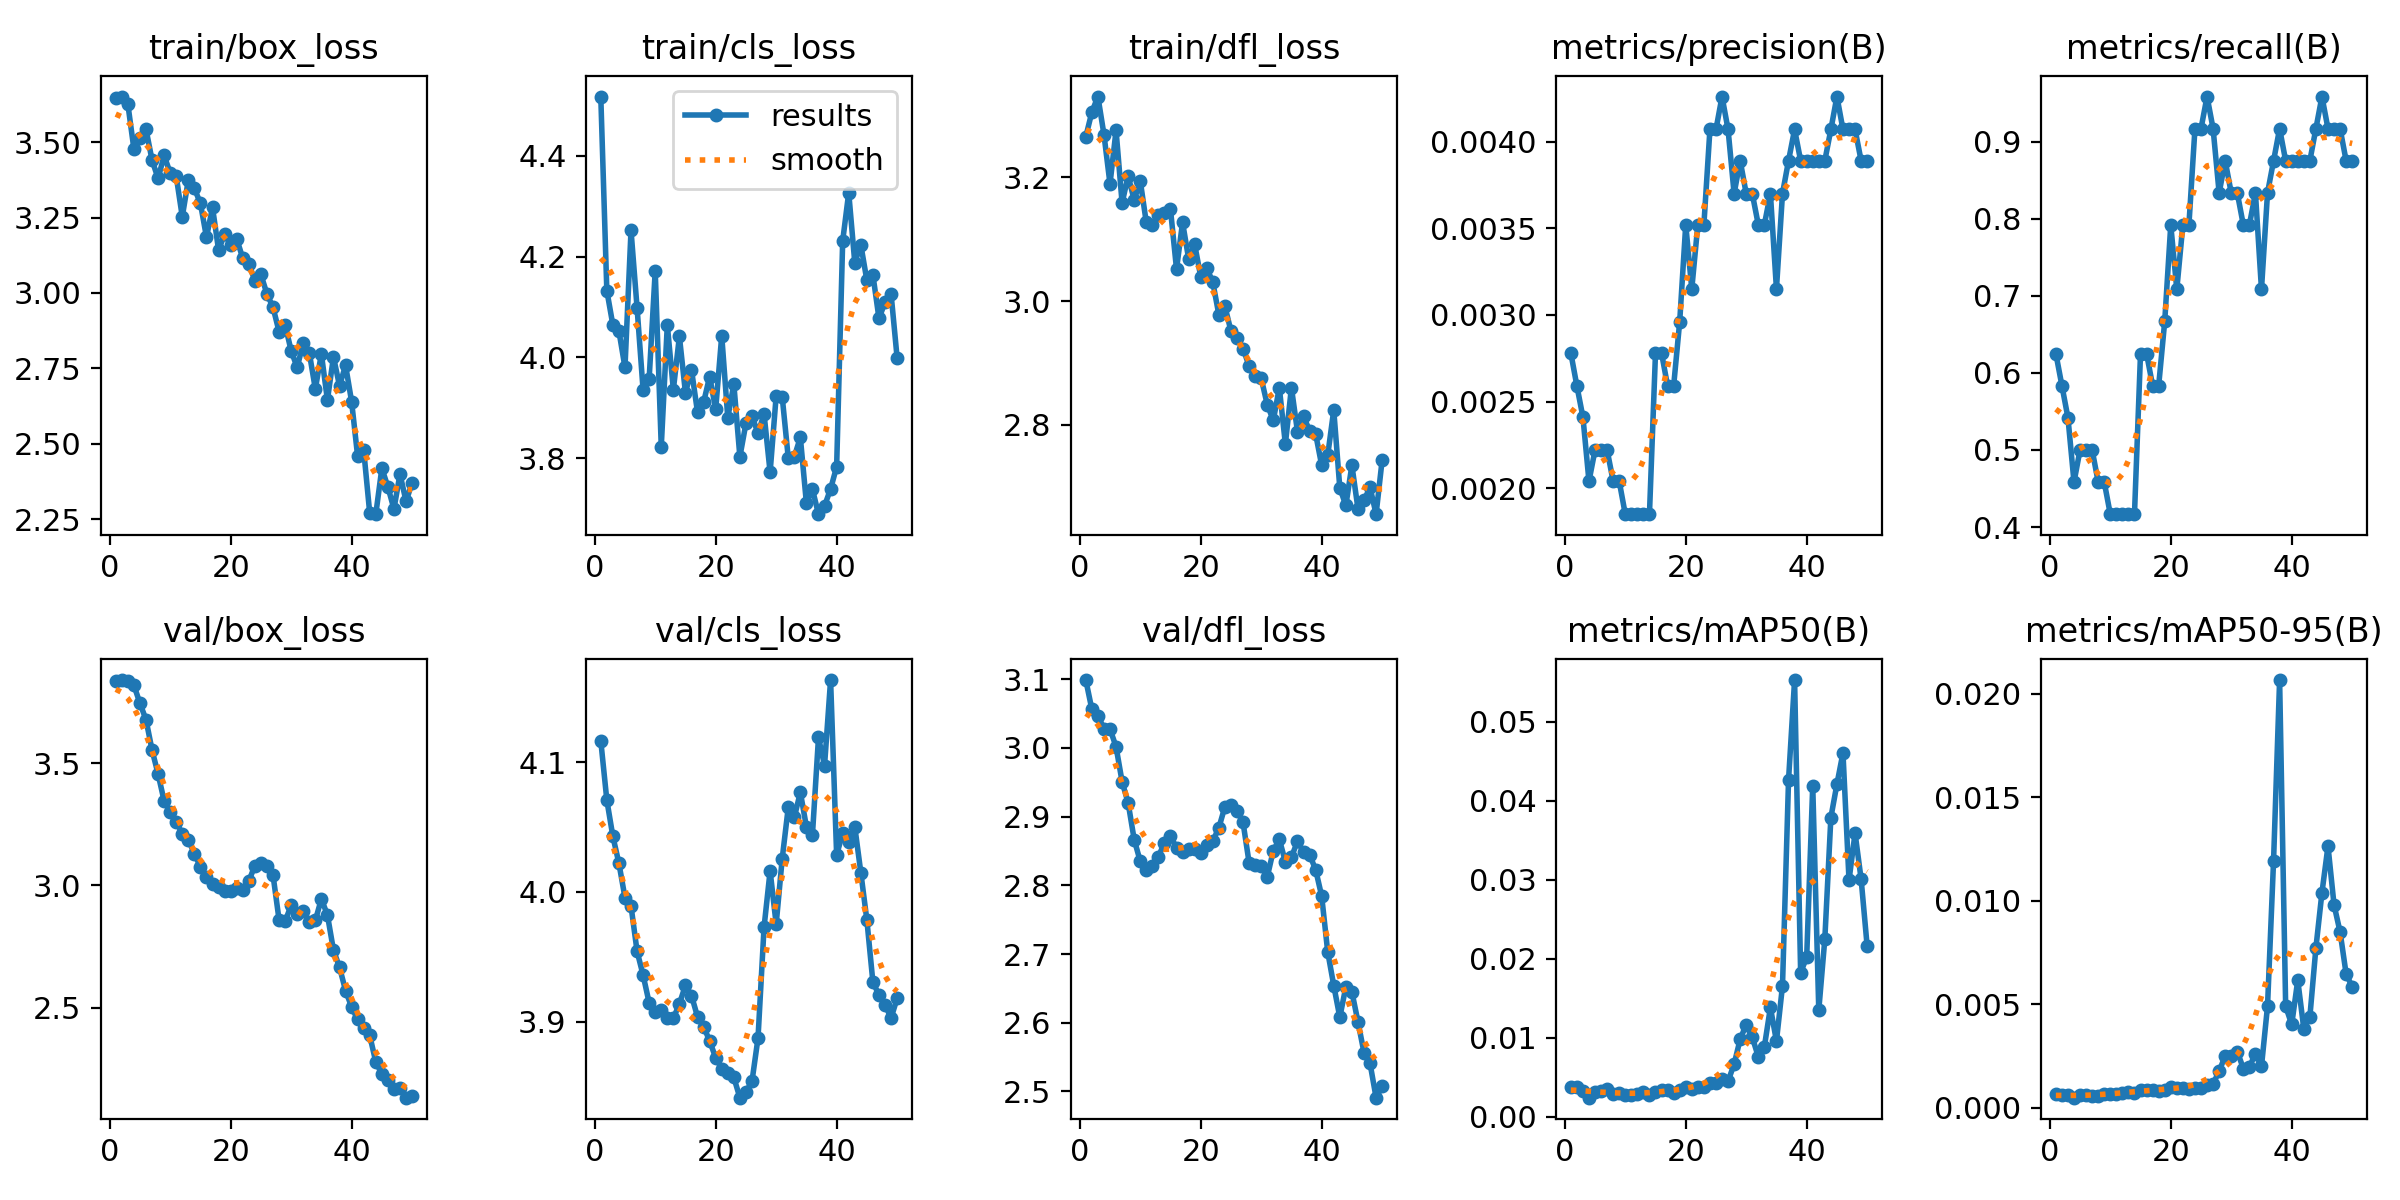 train/box_loss
3.50
3.25
3.00
2.75
2.50
2.25
0 20 40
train/cls_loss
results
smooth
4.4
4.2
4.0
3.8
0 20 40
train/dfl_loss
3.2
3.0
2.8
0 20 40
metrics/precision(B)
0.0040
0.0035
0.0030
0.0025
0.0020
0 20 40
metrics/recall(B)
0.9
0.8
0.7
0.6
0.5
0.4
0 20 40
val/box_loss
3.5
3.0
2.5
0 20 40
val/cls_loss
4.1
4.0
3.9
0 20 40
val/dfl_loss
3.1
3.0
2.9
2.8
2.7
2.6
2.5
0 20 40
metrics/mAP50(B)
0.05
0.04
0.03
0.02
0.01
0.00
0 20 40
metrics/mAP50-95(B)
0.020
0.015
0.010
0.005
0.000
0 20 40